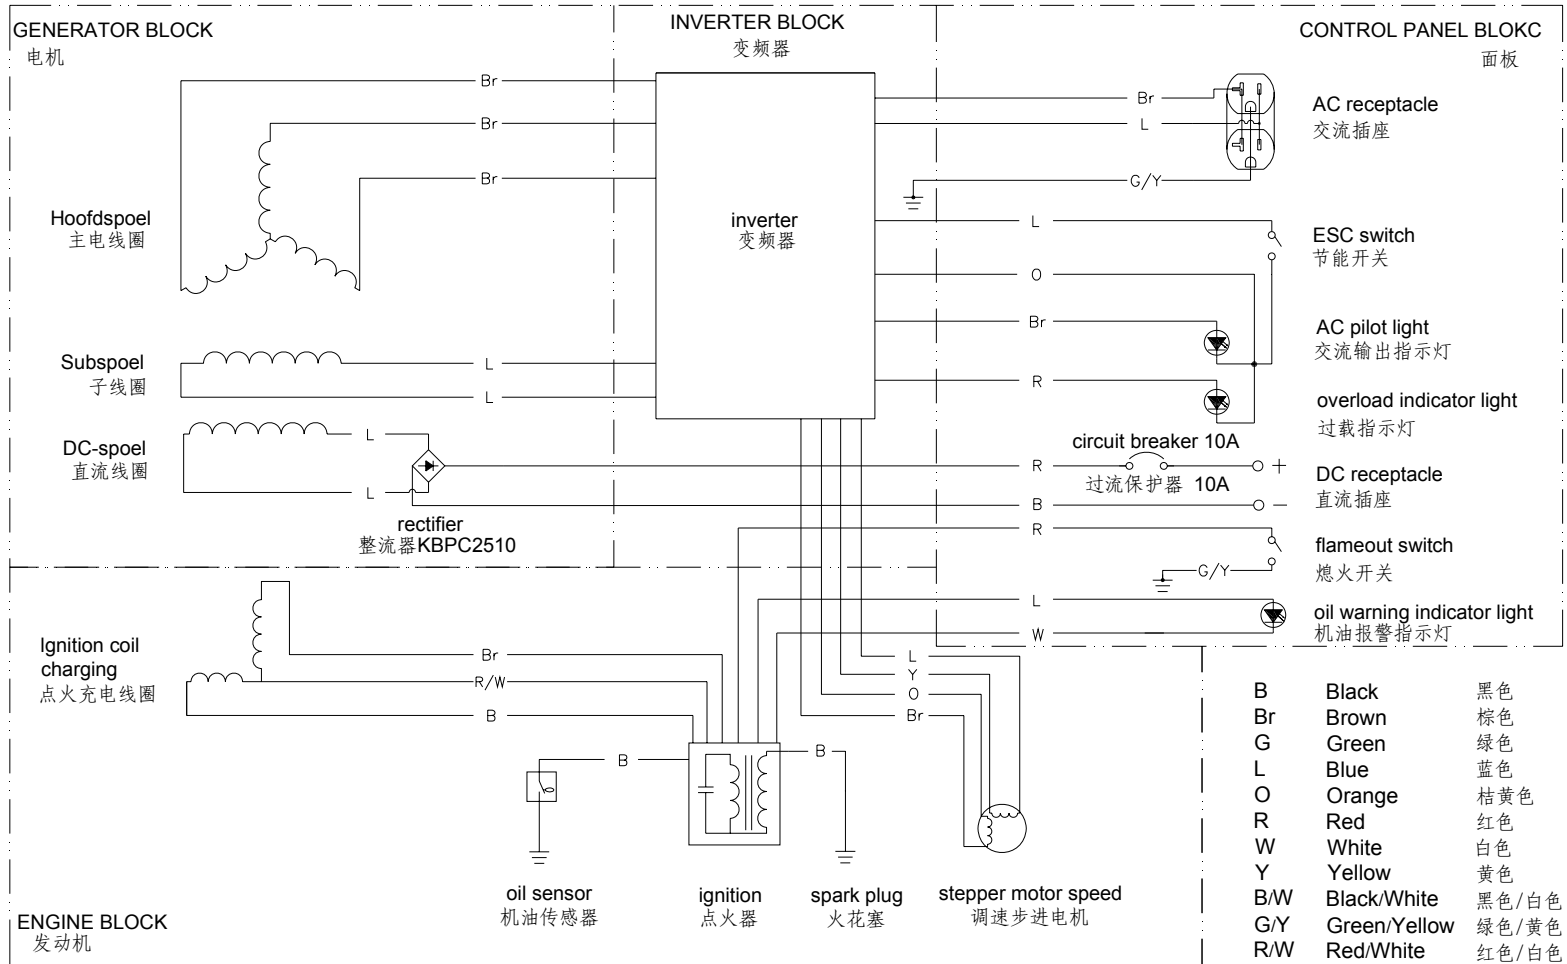 GENERATOR BLOCK
电机
INVERTER BLOCK
变频器
CONTROL PANEL BLOKC
面板
Br
Br
Br
Hoofdspoel
主电线圈
Subspoel
子线圈
L
L
DC-spoel
直流线圈
L
L
rectifier
整流器KBPC2510
inverter
变频器
Br
L
G/Y
AC receptacle
交流插座
L
ESC switch
节能开关
O
Br
AC pilot light
交流输出指示灯
R
overload indicator light
过载指示灯
circuit breaker 10A
R
过流保护器 10A
+
DC receptacle
直流插座
B
−
R
flameout switch
熄火开关
G/Y
L
oil warning indicator light
机油报警指示灯
W
Ignition coil
charging
点火充电线圈
Br
R/W
B
L
Y
O
Br
B
B
oil sensor
机油传感器
ignition
点火器
spark plug
火花塞
stepper motor speed
调速步进电机
ENGINE BLOCK
发动机
B Black 黑色
Br Brown 棕色
G Green 绿色
L Blue 蓝色
O Orange 桔黄色
R Red 红色
W White 白色
Y Yellow 黄色
B/W Black/White 黑色/白色
G/Y Green/Yellow 绿色/黄色
R/W Red/White 红色/白色